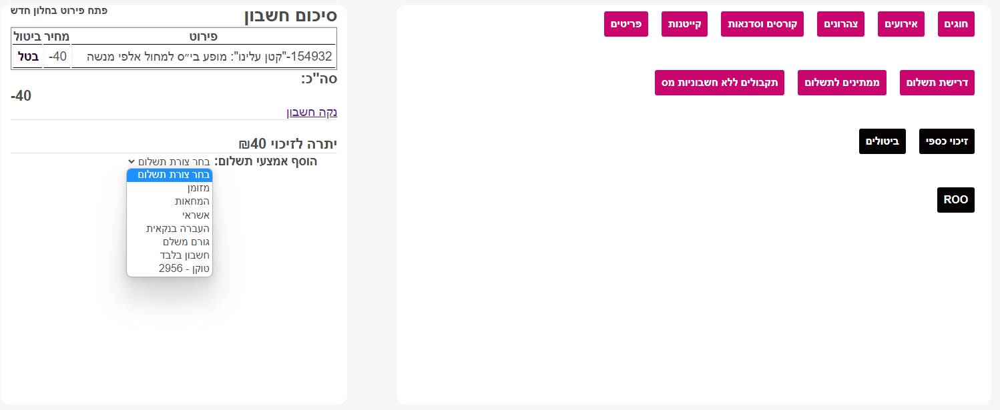 חוגים אירועים צהרונים קורסים וסדנאות קייטנות פריטים
דרישת תשלום ממתינים לתשלום תקבולים ללא חשבוניות מס
זיכוי כספי ביטולים
ROO
סיכום חשבון פתח פירוט בחלון חדש
פירוט מחיר ביטול
154932-"קטן עלינו": מופע בי״ס למחול אלפי מנשה -40 בטל
סה"כ:
-40
נקה חשבון
יתרה לזיכוי 40₪
הוסף אמצעי תשלום: בחר צורת תשלום
בחר צורת תשלום
מזומן
המחאות
אשראי
העברה בנקאית
גורם משלם
חשבון בלבד
טוקן - 2956